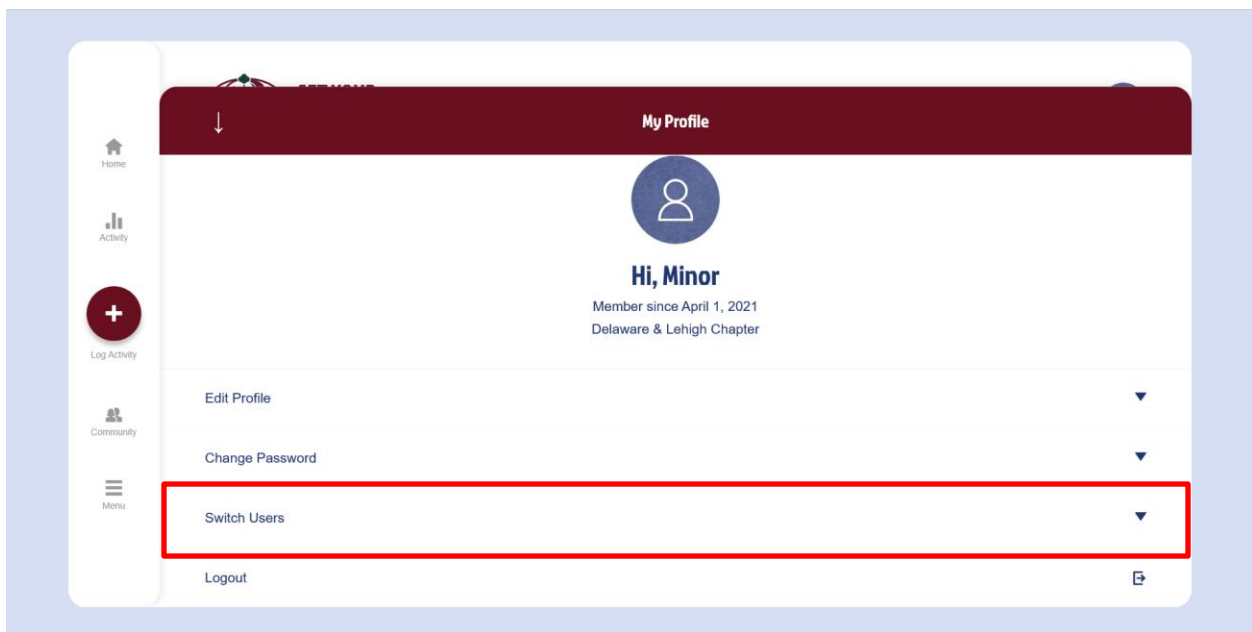 My Profile
Home
Activity
+
Log Activity
Community
Menu
Hi, Minor
Member since April 1, 2021
Delaware & Lehigh Chapter
Edit Profile
Change Password
Switch Users
Logout